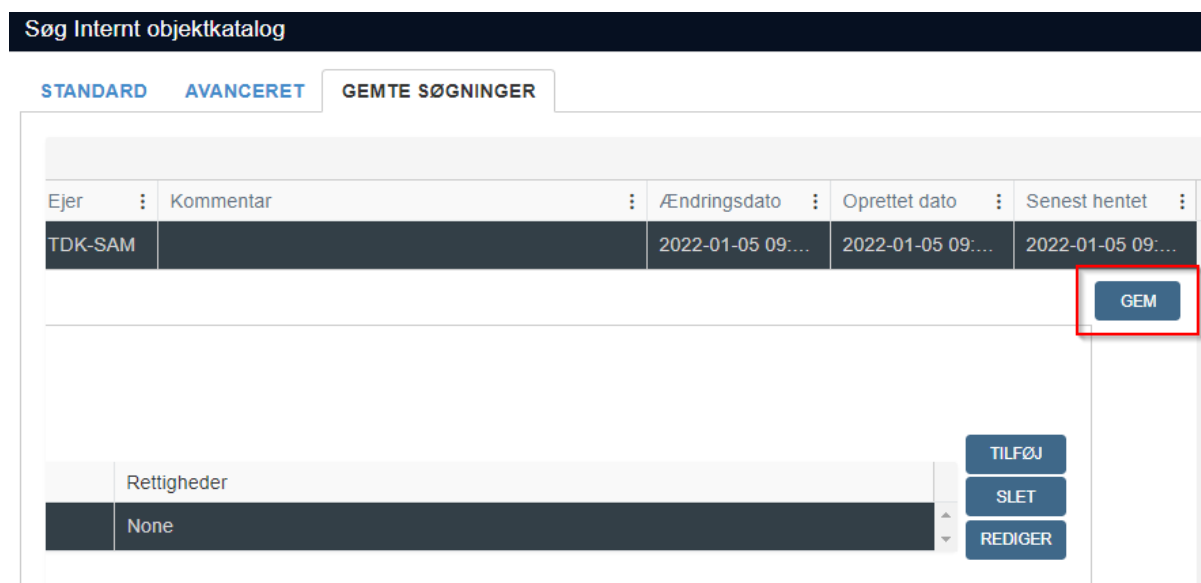 Søg Internt objektkatalog
STANDARD AVANCERET GEMTE SØGNINGER
Ejer Kommentar Ændringsdato Oprettet dato Senest hentet
TDK-SAM 2022-01-05 09:... 2022-01-05 09:... 2022-01-05 09:...
GEM
TILFØJ
Rettigheder
SLET
None
REDIGER